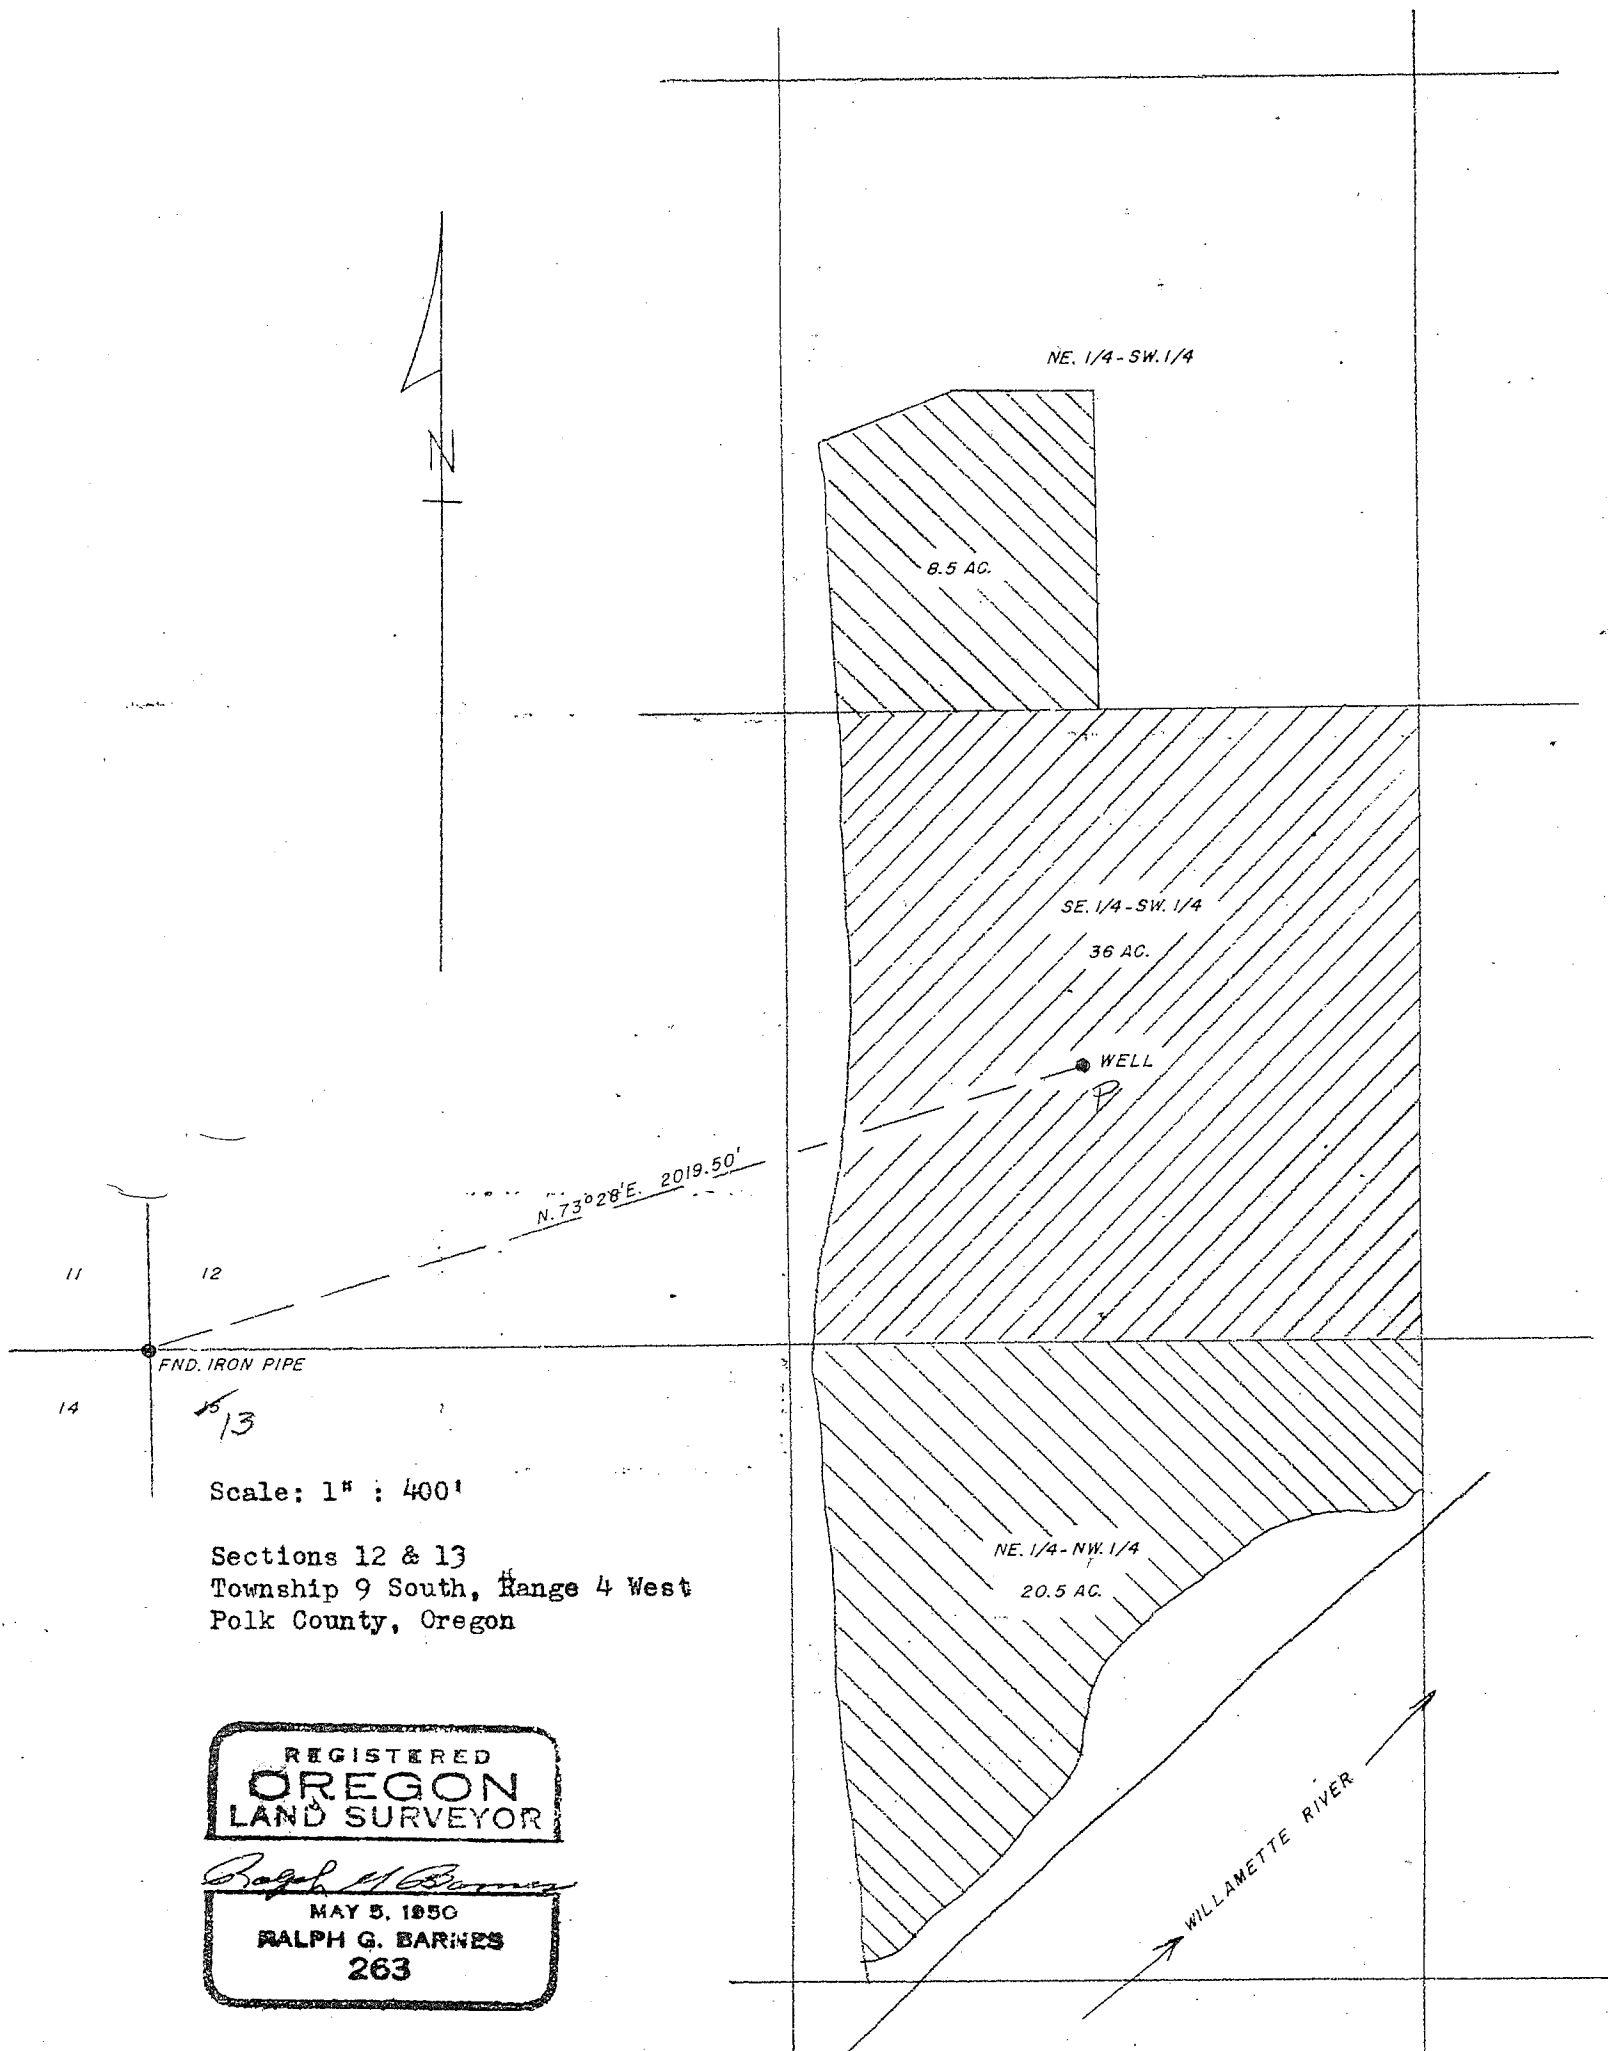 NE. 1/4-SW. 1/4
N
8.5 AC.
SE. 1/4-SW. 1/4
36 AC.
WELL
P
N. 73° 28' E. 2019.50'
11
12
FND. IRON PIPE
14
15
13
Scale: 1" : 400'
Sections 12 & 13
Township 9 South, Range 4 West
Polk County, Oregon
NE. 1/4-NW. 1/4
20.5 AC.
WILLAMETTE RIVER
REGISTERED
OREGON
LAND SURVEYOR
Ralph G Barnes
MAY 5, 1950
RALPH G. BARNES
263